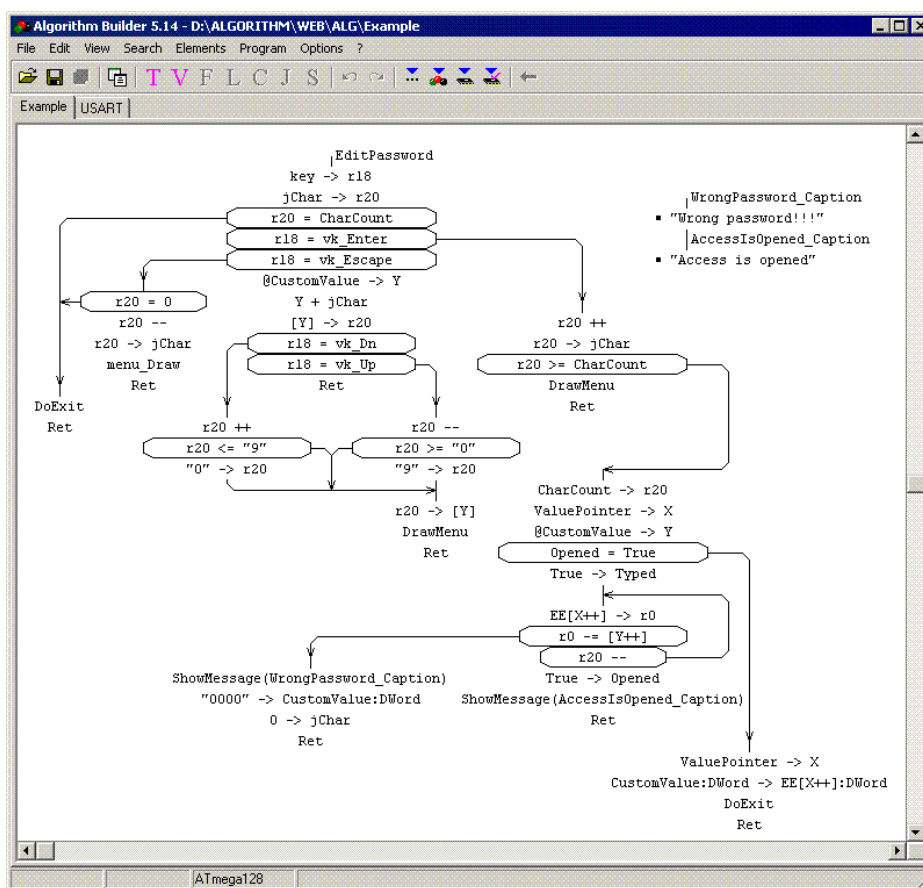 Algorithm Builder 5.14 - D:\ALGORITHM\WEB\ALG\Example
File Edit View Search Elements Program Options ?
T V F L C J S
Example USART
EditPassword
key -> r18
jChar -> r20
r20 = CharCount
r18 = vk_Enter
r18 = vk_Escape
@CustomValue -> Y
Y + jChar
[Y] -> r20
r18 = vk_Dn
r18 = vk_Up
Ret
WrongPassword_Caption
"Wrong password!!!"
AccessIsOpened_Caption
"Access is opened"
r20 = 0
r20 --
r20 -> jChar
menu_Draw
Ret
DoExit
Ret
r20 ++
r20 <= "9"
"0" -> r20
r20 --
r20 >= "0"
"9" -> r20
r20 -> [Y]
DrawMenu
Ret
r20 ++
r20 -> jChar
r20 >= CharCount
DrawMenu
Ret
CharCount -> r20
ValuePointer -> X
@CustomValue -> Y
Opened = True
True -> Typed
EE[X++] -> r0
r0 -= [Y++]
r20 --
True -> Opened
ShowMessage(AccessIsOpened_Caption)
Ret
ShowMessage(WrongPassword_Caption)
"0000" -> CustomValue:DWord
0 -> jChar
Ret
ValuePointer -> X
CustomValue:DWord -> EE[X++]:DWord
DoExit
Ret
ATmega128